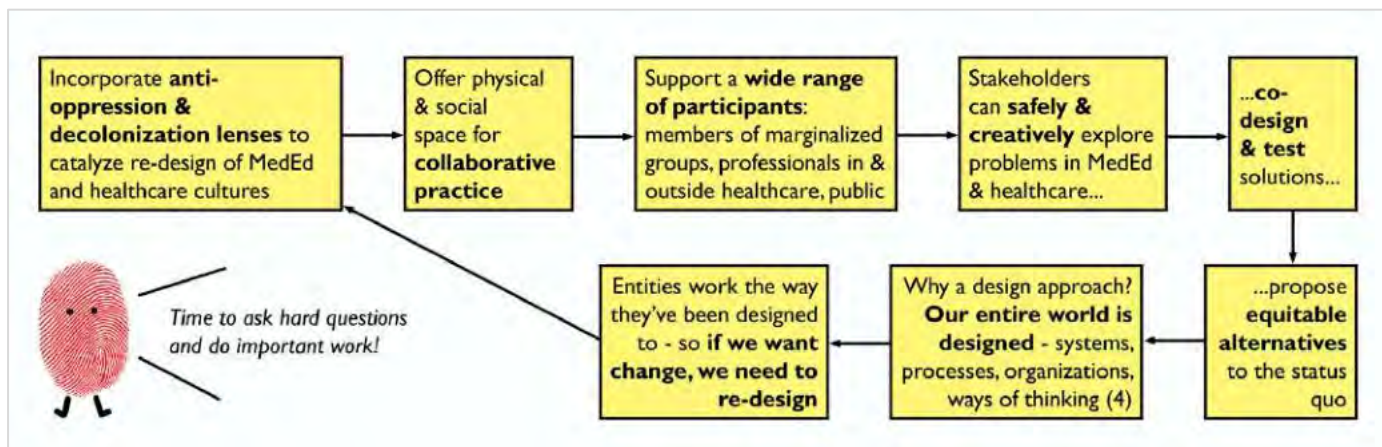 Incorporate anti-
oppression &
decolonization lenses to
catalyze re-design of MedEd
and healthcare cultures
Offer physical
& social
space for
collaborative
practice
Support a wide range
of participants:
members of marginalized
groups, professionals in &
outside healthcare, public
Stakeholders
can safely &
creatively explore
problems in MedEd
& healthcare...
...co-
design
& test
solutions...
...propose
equitable
alternatives
to the status
quo
Why a design approach?
Our entire world is
designed - systems,
processes, organizations,
ways of thinking (4)
Entities work the way
they've been designed
to - so if we want
change, we need to
re-design
Time to ask hard questions
and do important work!